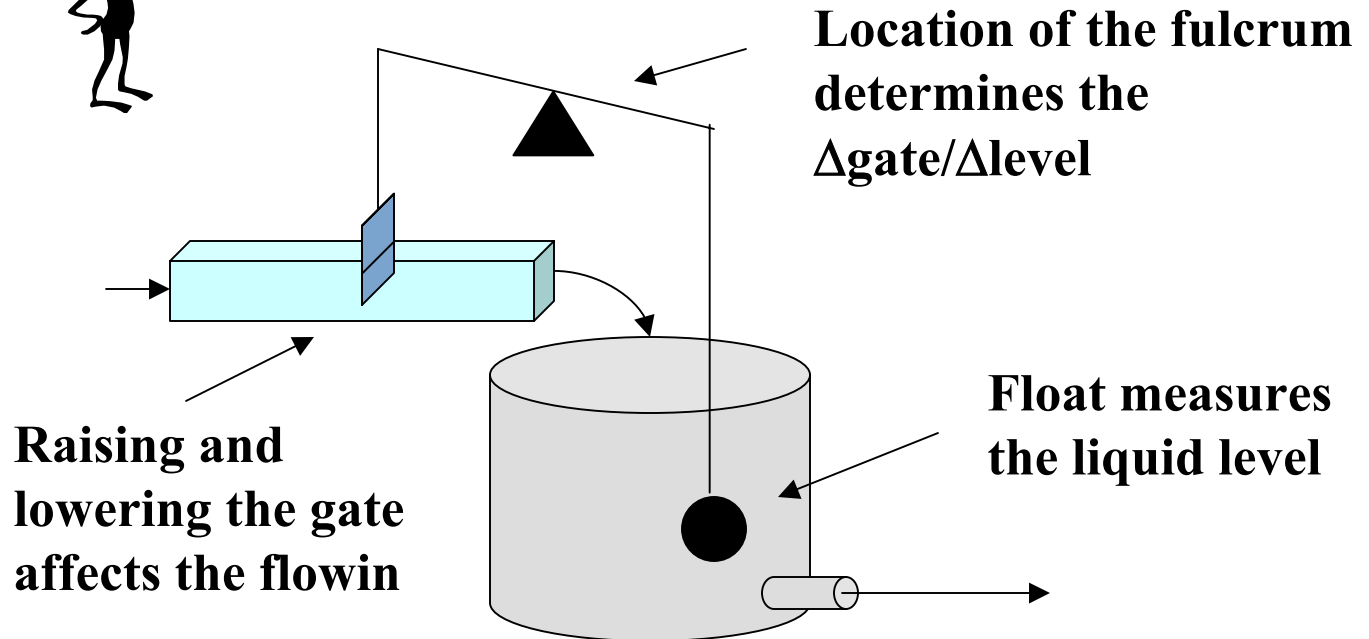 Location of the fulcrum
determines the
Δgate/Δlevel
Float measures
the liquid level
Raising and
lowering the gate
affects the flowin